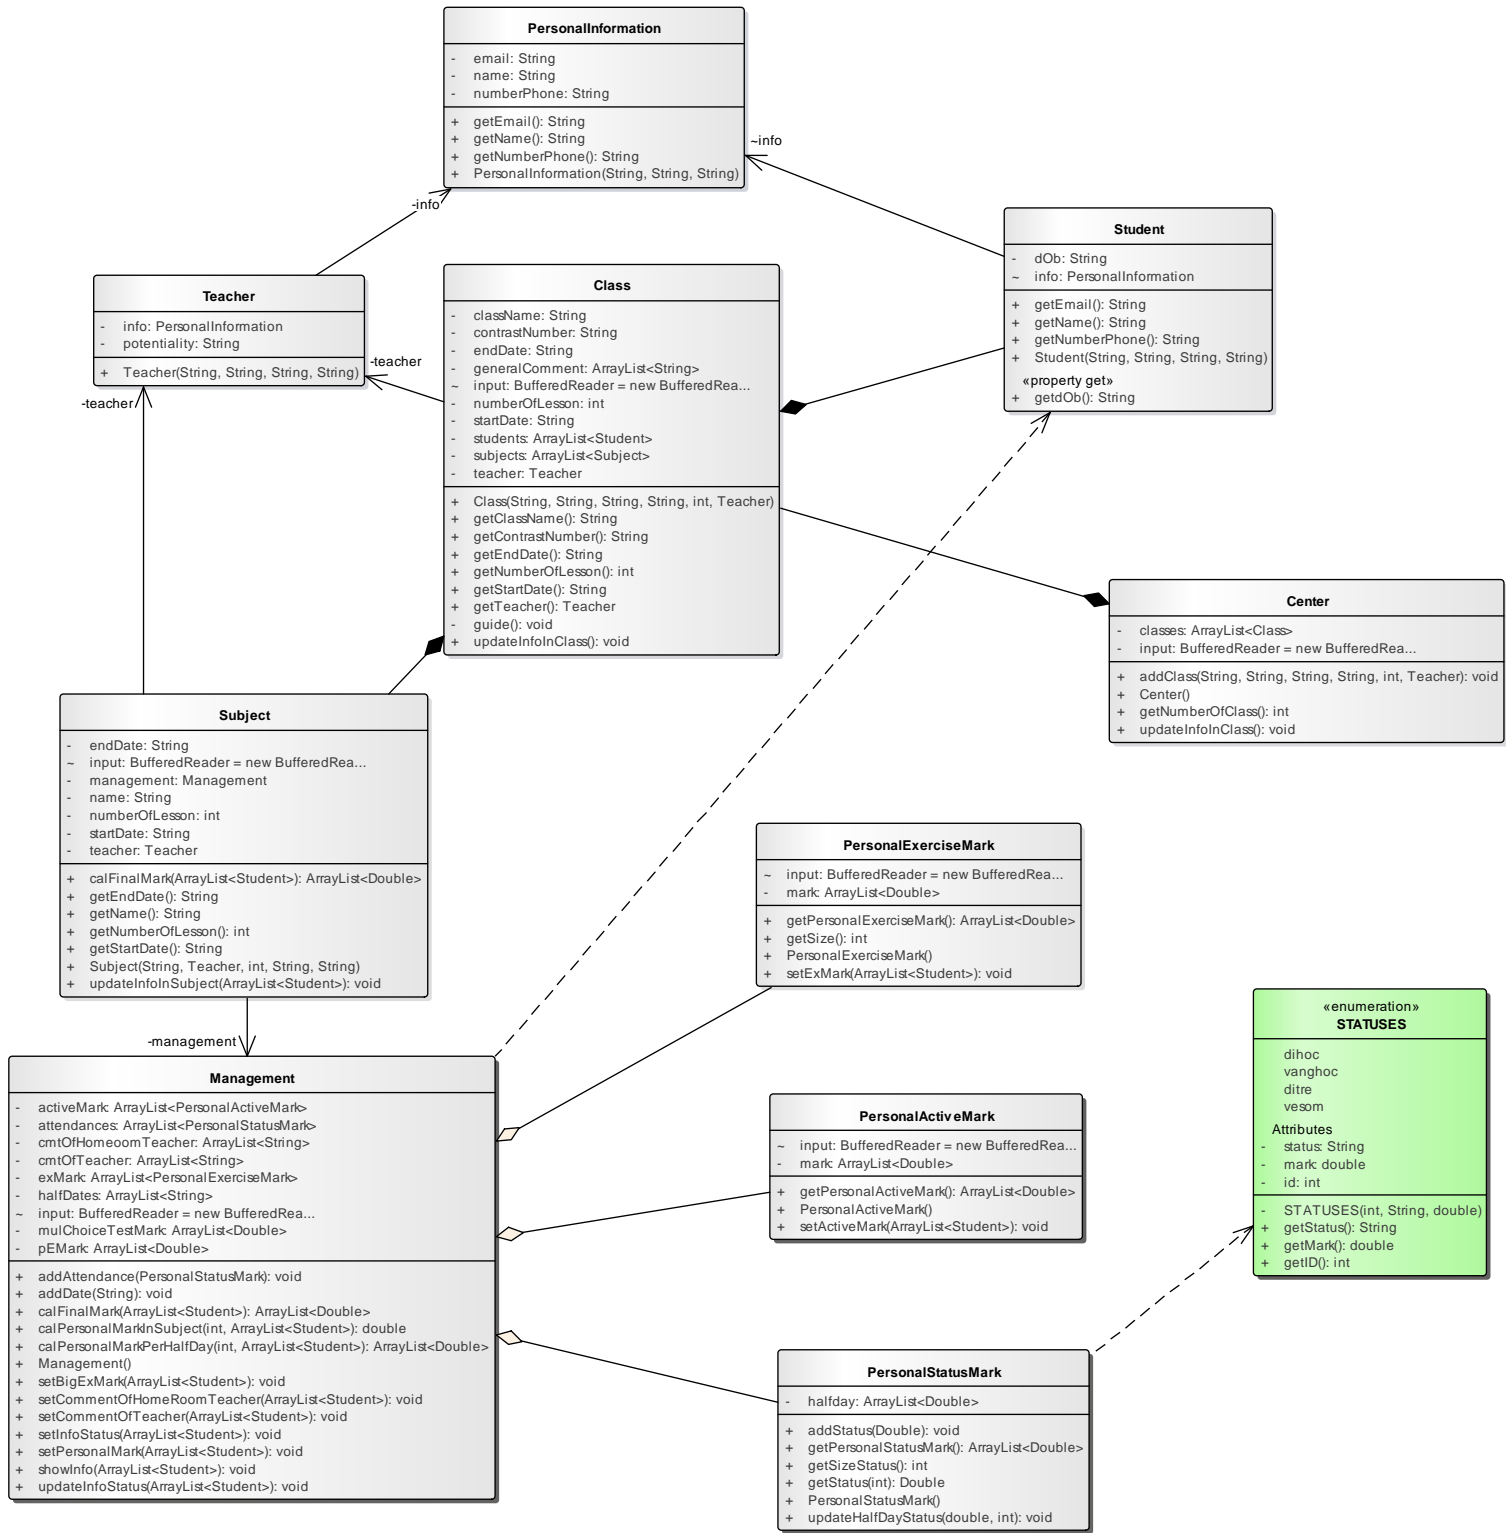 PersonalInformation
- email: String
- name: String
- numberPhone: String
+ getEmail(): String
+ getName(): String
+ getNumberPhone(): String
+ PersonalInformation(String, String, String)
~info
-info
Student
- dOb: String
~ info: PersonalInformation
+ getEmail(): String
+ getName(): String
+ getNumberPhone(): String
+ Student(String, String, String, String)
«property get»
+ getdOb(): String
Teacher
- info: PersonalInformation
- potentiality: String
+ Teacher(String, String, String, String)
-teacher
-teacher
Class
- className: String
- contrastNumber: String
- endDate: String
- generalComment: ArrayList<String>
~ input: BufferedReader = new BufferedRea...
- numberOfLesson: int
- startDate: String
- students: ArrayList<Student>
- subjects: ArrayList<Subject>
- teacher: Teacher
+ Class(String, String, String, String, int, Teacher)
+ getClassName(): String
+ getContrastNumber(): String
+ getEndDate(): String
+ getNumberOfLesson(): int
+ getStartDate(): String
+ getTeacher(): Teacher
- guide(): void
+ updateInfoInClass(): void
Center
- classes: ArrayList<Class>
- input: BufferedReader = new BufferedRea...
+ addClass(String, String, String, String, int, Teacher): void
+ Center()
+ getNumberOfClass(): int
+ updateInfoInClass(): void
Subject
- endDate: String
~ input: BufferedReader = new BufferedRea...
- management: Management
- name: String
- numberOfLesson: int
- startDate: String
- teacher: Teacher
+ calFinalMark(ArrayList<Student>): ArrayList<Double>
+ getEndDate(): String
+ getName(): String
+ getNumberOfLesson(): int
+ getStartDate(): String
+ Subject(String, Teacher, int, String, String)
+ updateInfoInSubject(ArrayList<Student>): void
-management
PersonalExerciseMark
~ input: BufferedReader = new BufferedRea...
- mark: ArrayList<Double>
+ getPersonalExerciseMark(): ArrayList<Double>
+ getSize(): int
+ PersonalExerciseMark()
+ setExMark(ArrayList<Student>): void
«enumeration»
STATUSES
dihoc
vanghoc
ditre
vesom
Attributes
- status: String
- mark: double
- id: int
- STATUSES(int, String, double)
+ getStatus(): String
+ getMark(): double
+ getID(): int
Management
- activeMark: ArrayList<PersonalActiveMark>
- attendances: ArrayList<PersonalStatusMark>
- cmtOfHomeoomTeacher: ArrayList<String>
- cmtOfTeacher: ArrayList<String>
- exMark: ArrayList<PersonalExerciseMark>
- halfDates: ArrayList<String>
~ input: BufferedReader = new BufferedRea...
- mulChoiceTestMark: ArrayList<Double>
- pEMark: ArrayList<Double>
+ addAttendance(PersonalStatusMark): void
+ addDate(String): void
+ calFinalMark(ArrayList<Student>): ArrayList<Double>
+ calPersonalMarkInSubject(int, ArrayList<Student>): double
+ calPersonalMarkPerHalfDay(int, ArrayList<Student>): ArrayList<Double>
+ Management()
+ setBigExMark(ArrayList<Student>): void
+ setCommentOfHomeRoomTeacher(ArrayList<Student>): void
+ setCommentOfTeacher(ArrayList<Student>): void
+ setInfoStatus(ArrayList<Student>): void
+ setPersonalMark(ArrayList<Student>): void
+ showInfo(ArrayList<Student>): void
+ updateInfoStatus(ArrayList<Student>): void
PersonalActiveMark
~ input: BufferedReader = new BufferedRea...
- mark: ArrayList<Double>
+ getPersonalActiveMark(): ArrayList<Double>
+ PersonalActiveMark()
+ setActiveMark(ArrayList<Student>): void
PersonalStatusMark
- halfday: ArrayList<Double>
+ addStatus(Double): void
+ getPersonalStatusMark(): ArrayList<Double>
+ getSizeStatus(): int
+ getStatus(int): Double
+ PersonalStatusMark()
+ updateHalfDayStatus(double, int): void